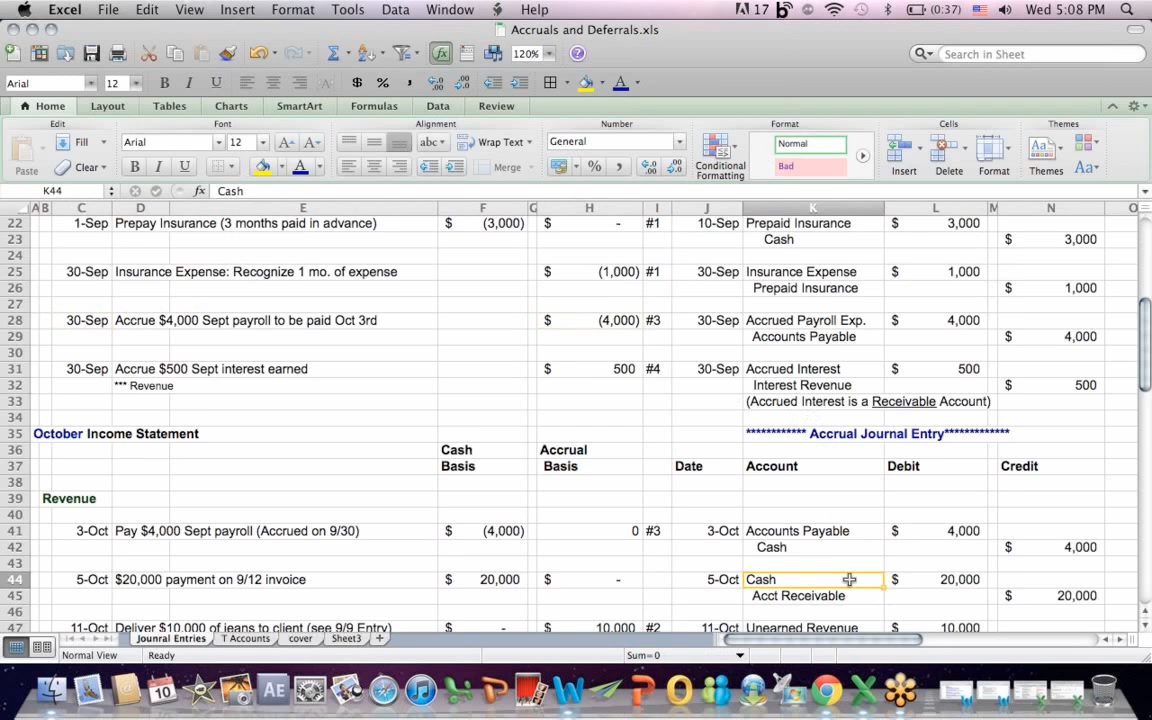 Excel File Edit View Insert Format Tools Data Window Help 17 (0:37) Wed 5:08 PM
Accruals and Deferrals.xls
120% Search in Sheet
Arial 12 B I U $ % , A
Home Layout Tables Charts SmartArt Formulas Data Review
Edit Font Alignment Number Format Cells Themes
Fill Arial 12 A A abc Wrap Text General Normal
Paste Clear B I U A Merge % , Conditional Formatting Bad Insert Delete Format Themes Aa
K44 fx Cash
A B C D E F G H I J K L M N O
22 1-Sep Prepay Insurance (3 months paid in advance) $ (3,000) $ - #1 10-Sep Prepaid Insurance $ 3,000
23 Cash $ 3,000
24
25 30-Sep Insurance Expense: Recognize 1 mo. of expense $ (1,000) #1 30-Sep Insurance Expense $ 1,000
26 Prepaid Insurance $ 1,000
27
28 30-Sep Accrue $4,000 Sept payroll to be paid Oct 3rd $ (4,000) #3 30-Sep Accrued Payroll Exp. $ 4,000
29 Accounts Payable $ 4,000
30
31 30-Sep Accrue $500 Sept interest earned $ 500 #4 30-Sep Accrued Interest $ 500
32 *** Revenue Interest Revenue $ 500
33 (Accrued Interest is a Receivable Account)
34
35 October Income Statement ************ Accrual Journal Entry*************
36 Cash Accrual
37 Basis Basis Date Account Debit Credit
38
39 Revenue
40
41 3-Oct Pay $4,000 Sept payroll (Accrued on 9/30) $ (4,000) 0 #3 3-Oct Accounts Payable $ 4,000
42 Cash $ 4,000
43
44 5-Oct $20,000 payment on 9/12 invoice $ 20,000 $ - 5-Oct Cash $ 20,000
45 Acct Receivable $ 20,000
46
47 11-Oct Deliver $10,000 of jeans to client (see 9/9 Entry) $ - $ 10,000 #2 11-Oct Unearned Revenue $ 10,000
Jounral Entries T Accounts cover Sheet3 +
Normal View Ready Sum=0
10 AE